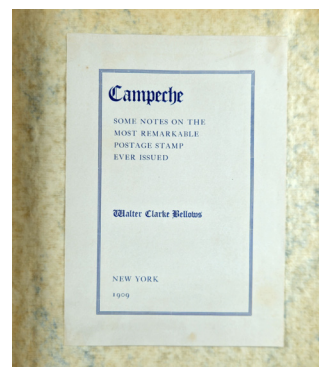 Campeche
SOME NOTES ON THE
MOST REMARKABLE
POSTAGE STAMP
EVER ISSUED
Walter Clarke Bellows
NEW YORK
1909